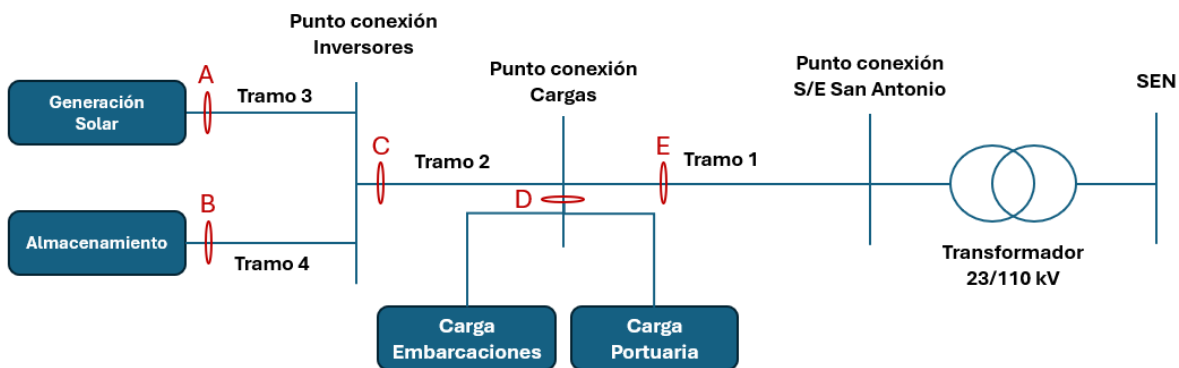 Punto conexión
Inversores
Punto conexión
Cargas
Punto conexión
S/E San Antonio
SEN
A
Generación
Solar
Tramo 3
C
Tramo 2
E
Tramo 1
D
B
Almacenamiento
Tramo 4
Transformador
23/110 kV
Carga
Embarcaciones
Carga
Portuaria